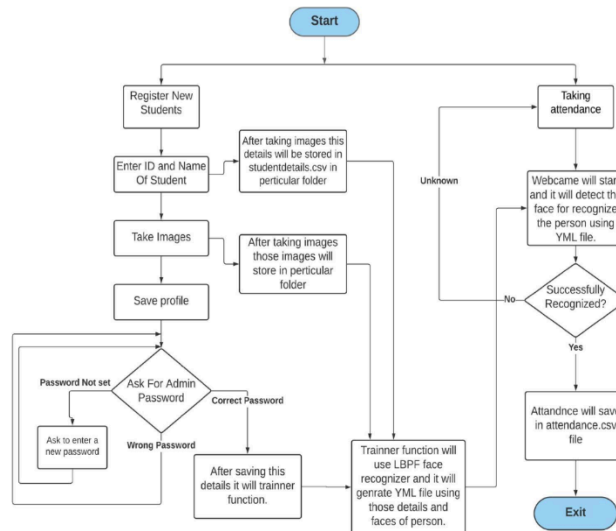 Start
Register New
Students
Taking
attendance
Enter ID and Name
Of Student
After taking images this
details will be stored in
studentdetails.csv in
perticular folder
Unknown
Webcame will start
and it will detect the
face for recognize
the person using
YML file.
Take Images
After taking images
those images will
store in perticular
folder
Save profile
Successfully
Recognized?
No
Yes
Ask For Admin
Password
Password Not set
Correct Password
Ask to enter a
new password
Wrong Password
After saving this
details it will trainner
function.
Trainner function will
use LBPF face
recognizer and it will
genrate YML file using
those details and
faces of person.
Attandnce will save
in attendance.csv
file
Exit